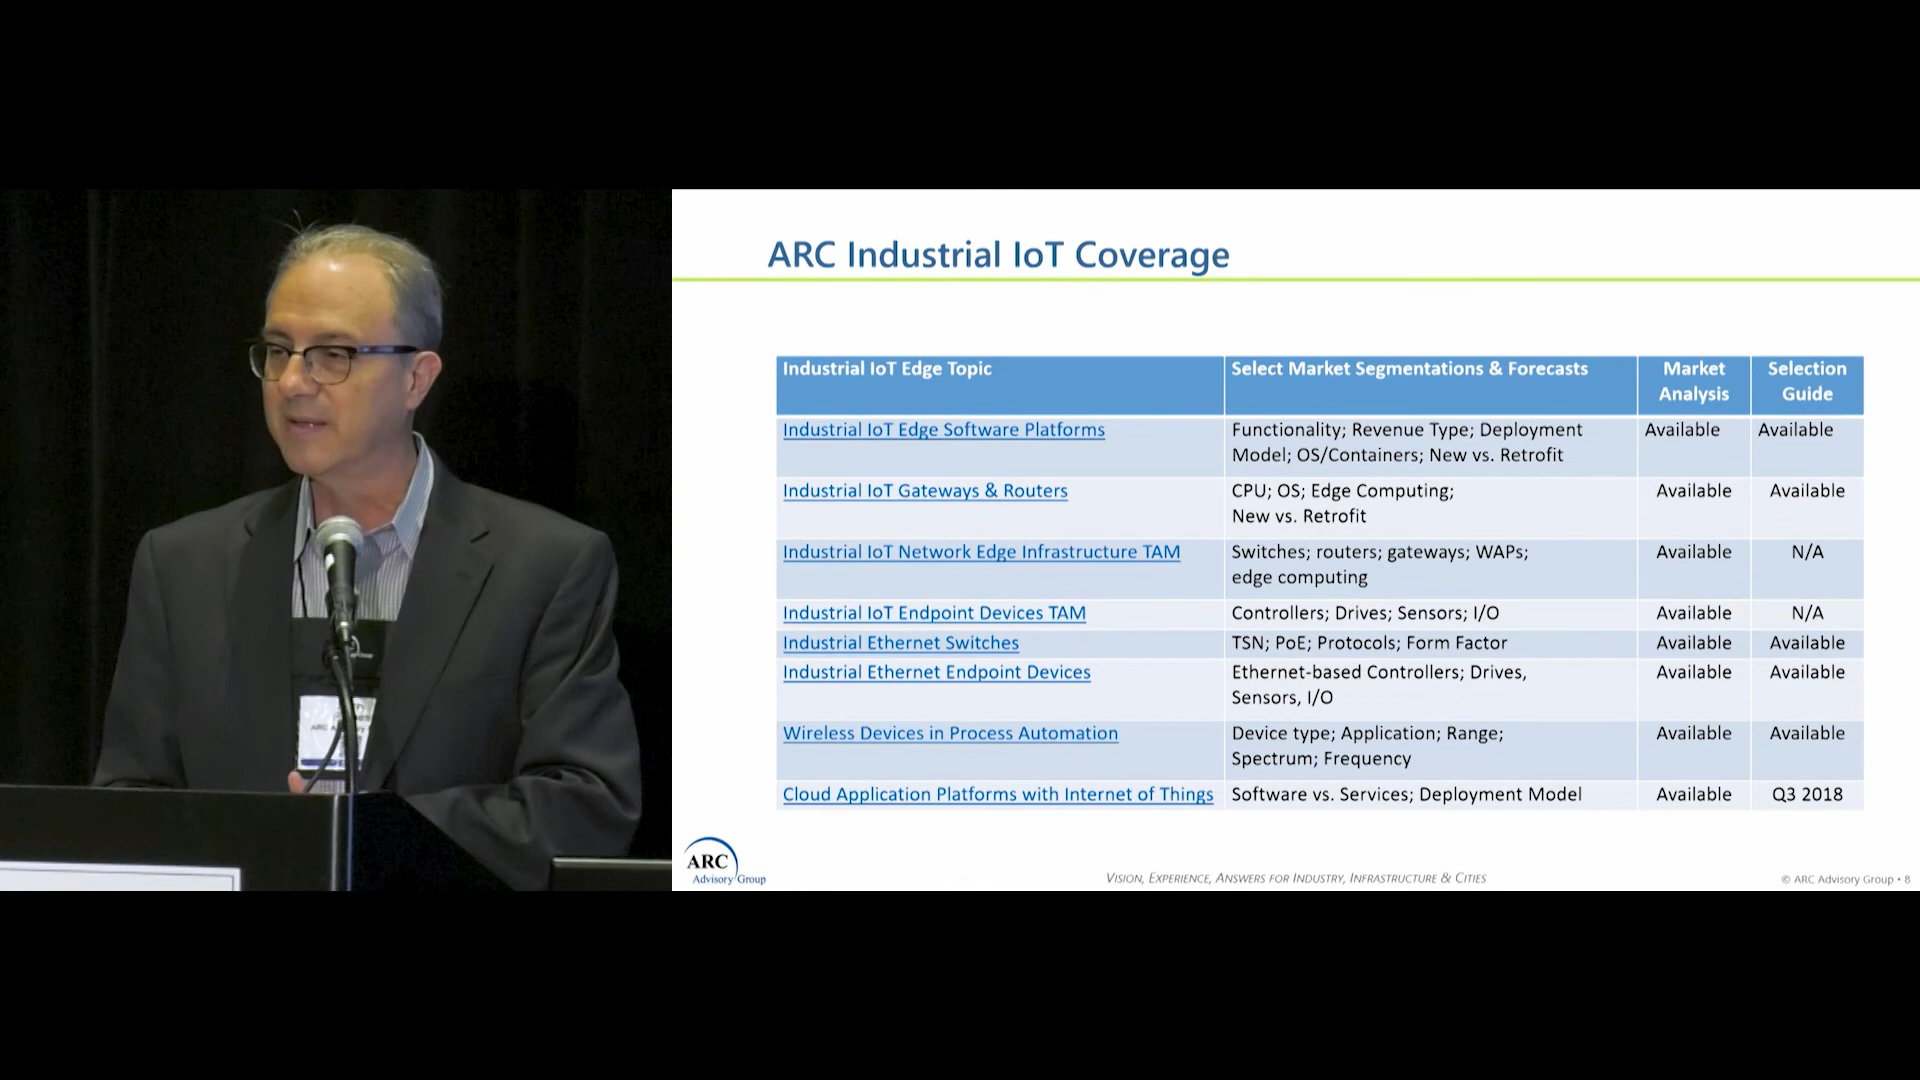 ARC Industrial IoT Coverage
Industrial IoT Edge Topic
Select Market Segmentations & Forecasts
Market
Analysis
Selection
Guide
Industrial IoT Edge Software Platforms
Functionality; Revenue Type; Deployment
Model; OS/Containers; New vs. Retrofit
Available
Available
Industrial IoT Gateways & Routers
CPU; OS; Edge Computing;
New vs. Retrofit
Available
Available
Industrial IoT Network Edge Infrastructure TAM
Switches; routers; gateways; WAPs;
edge computing
Available
N/A
Industrial IoT Endpoint Devices TAM
Controllers; Drives; Sensors; I/O
Available
N/A
Industrial Ethernet Switches
TSN; PoE; Protocols; Form Factor
Available
Available
Industrial Ethernet Endpoint Devices
Ethernet-based Controllers; Drives,
Sensors, I/O
Available
Available
Wireless Devices in Process Automation
Device type; Application; Range;
Spectrum; Frequency
Available
Available
Cloud Application Platforms with Internet of Things
Software vs. Services; Deployment Model
Available
Q3 2018
ARC
Advisory Group
VISION, EXPERIENCE, ANSWERS FOR INDUSTRY, INFRASTRUCTURE & CITIES
© ARC Advisory Group • 8